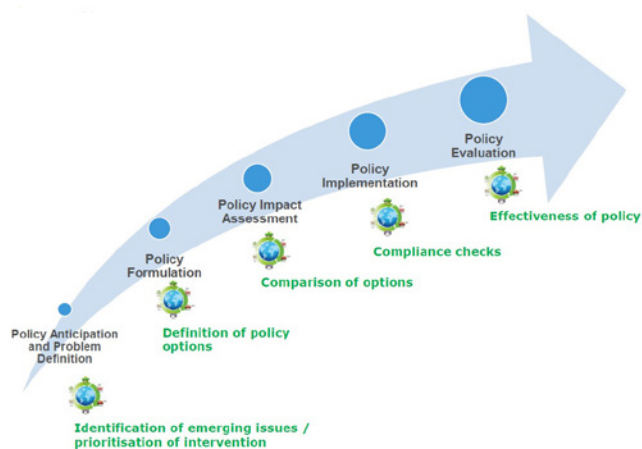 Policy Anticipation
and Problem
Definition
Identification of emerging issues /
prioritisation of intervention
Policy
Formulation
Definition of policy
options
Policy Impact
Assessment
Comparison of options
Policy
Implementation
Compliance checks
Policy
Evaluation
Effectiveness of policy